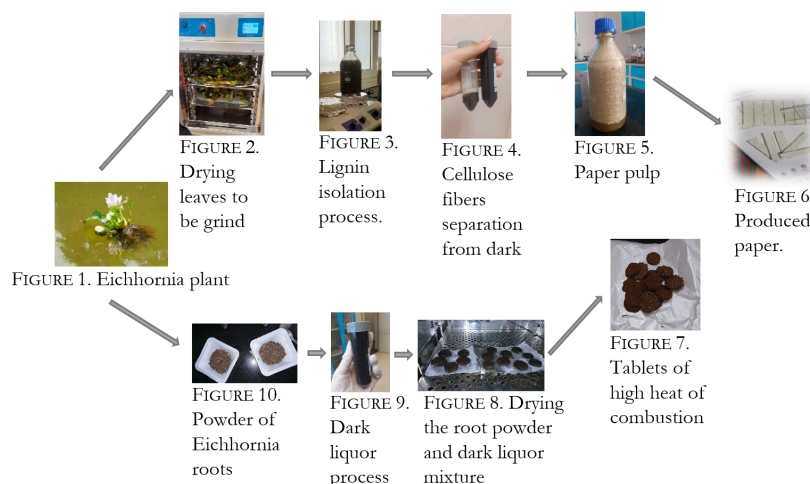 FIGURE 2.
Drying
leaves to
be grind
FIGURE 3.
Lignin
isolation
process.
FIGURE 4.
Cellulose
fibers
separation
from dark
FIGURE 5.
Paper pulp
FIGURE 6
Produced
paper.
FIGURE 1. Eichhornia plant
FIGURE 10.
Powder of
Eichhornia
roots
FIGURE 9.
Dark
liquor
process
FIGURE 8. Drying
the root powder
and dark liquor
mixture
FIGURE 7.
Tablets of
high heat of
combustion